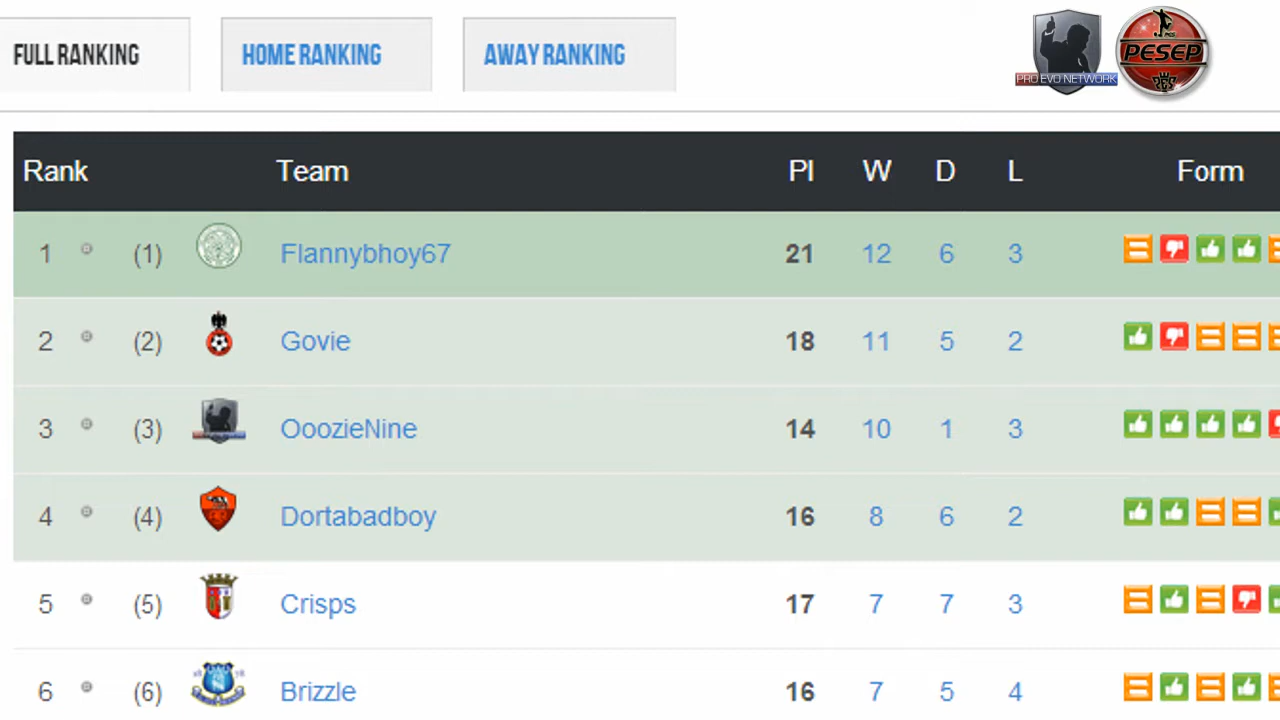 FULL RANKING HOME RANKING AWAY RANKING PRO EVO NETWORK PESEP
Rank Team Pl W D L Form
1 (1) Flannybhoy67 21 12 6 3
2 (2) Govie 18 11 5 2
3 (3) OoozieNine 14 10 1 3
4 (4) Dortabadboy 16 8 6 2
5 (5) Crisps 17 7 7 3
6 (6) Brizzle 16 7 5 4